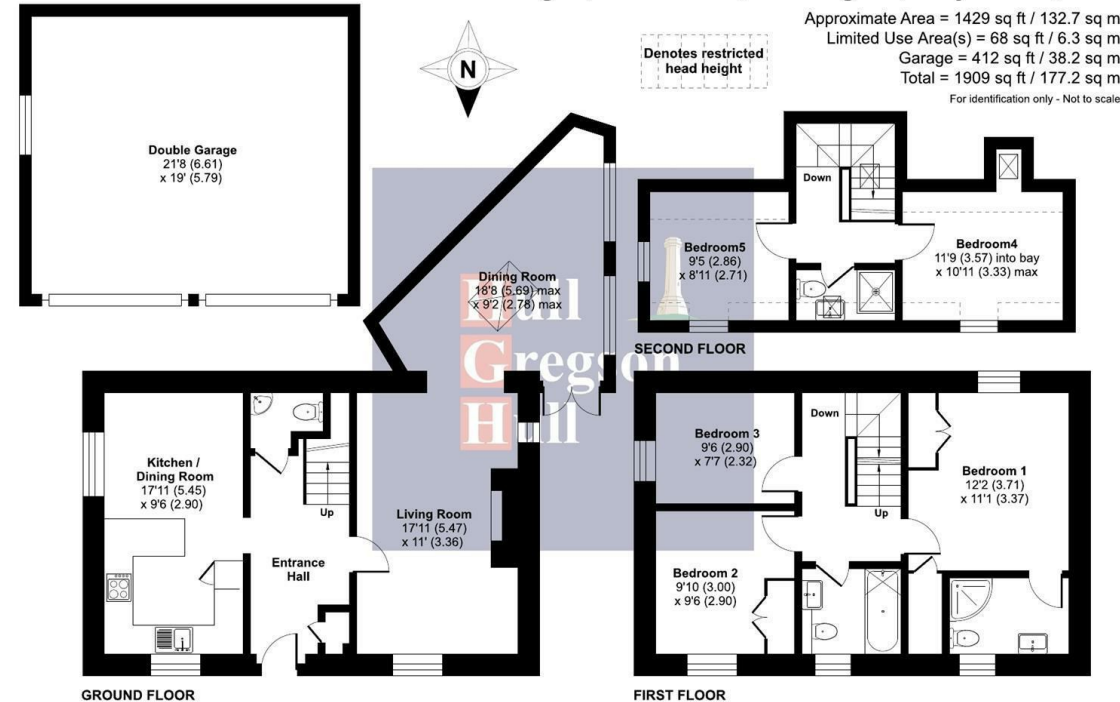 Approximate Area = 1429 sq ft / 132.7 sq m
Limited Use Area(s) = 68 sq ft / 6.3 sq m
Garage = 412 sq ft / 38.2 sq m
Total = 1909 sq ft / 177.2 sq m
For identification only - Not to scale
Denotes restricted
head height
N
Double Garage
21'8 (6.61)
x 19' (5.79)
Dining Room
18'8 (5.69) max
x 9'2 (2.78) max
Hull
Gregson
Hull
Down
Bedroom5
9'5 (2.86)
x 8'11 (2.71)
Bedroom4
11'9 (3.57) into bay
x 10'11 (3.33) max
SECOND FLOOR
Kitchen /
Dining Room
17'11 (5.45)
x 9'6 (2.90)
Up
Living Room
17'11 (5.47)
x 11' (3.36)
Entrance
Hall
GROUND FLOOR
Down
Bedroom 3
9'6 (2.90)
x 7'7 (2.32)
Bedroom 1
12'2 (3.71)
x 11'1 (3.37)
Up
Bedroom 2
9'10 (3.00)
x 9'6 (2.90)
FIRST FLOOR